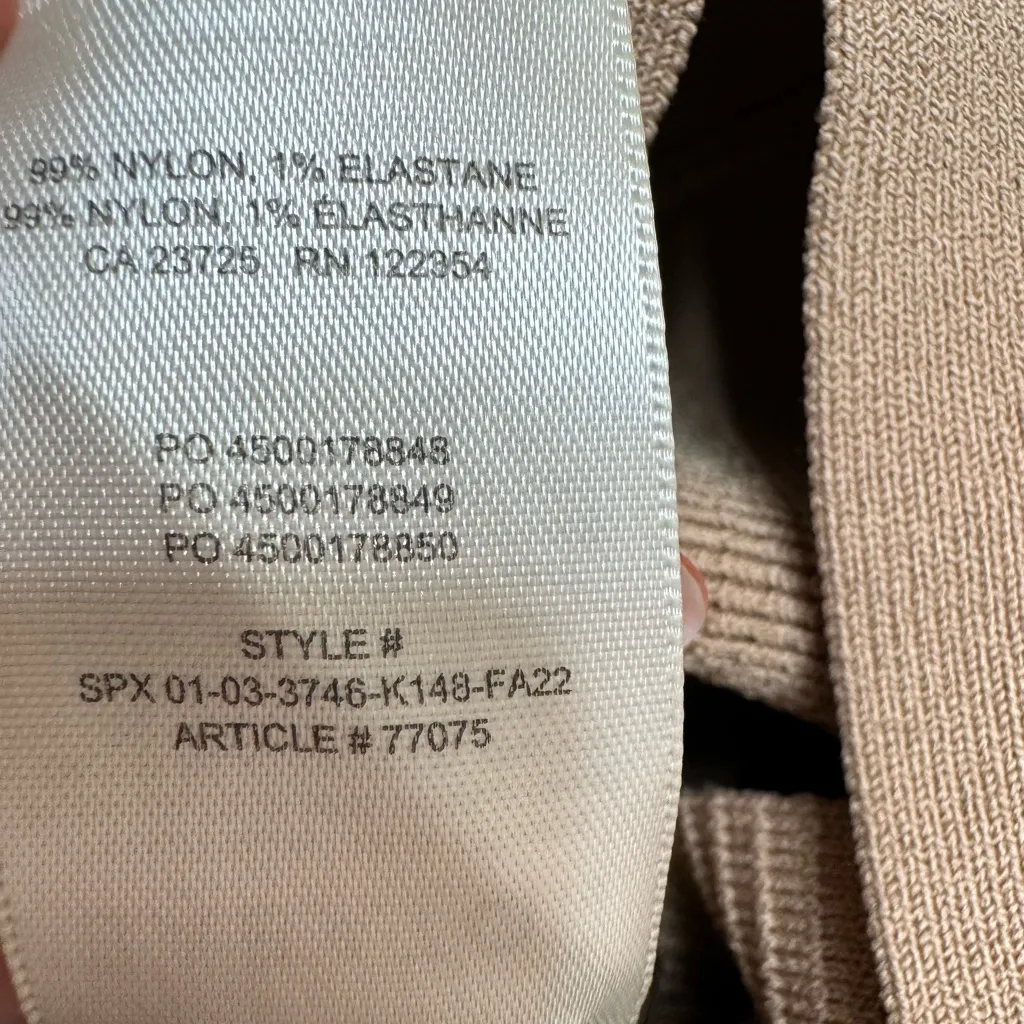 99% NYLON, 1% ELASTANE
99% NYLON, 1% ÉLASTHANNE
CA 23725 RN 122954
PO 4500178848
PO 4500178849
PO 4500178850
STYLE #
SPX 01-03-3746-K148-FA22
ARTICLE # 77075